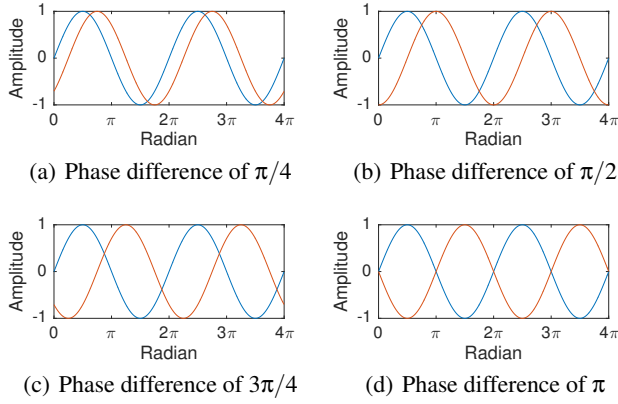 1
0
-1
Amplitude
0 π 2π 3π 4π
Radian
(a) Phase difference of π/4
1
0
-1
Amplitude
0 π 2π 3π 4π
Radian
(b) Phase difference of π/2
1
0
-1
Amplitude
0 π 2π 3π 4π
Radian
(c) Phase difference of 3π/4
1
0
-1
Amplitude
0 π 2π 3π 4π
Radian
(d) Phase difference of π